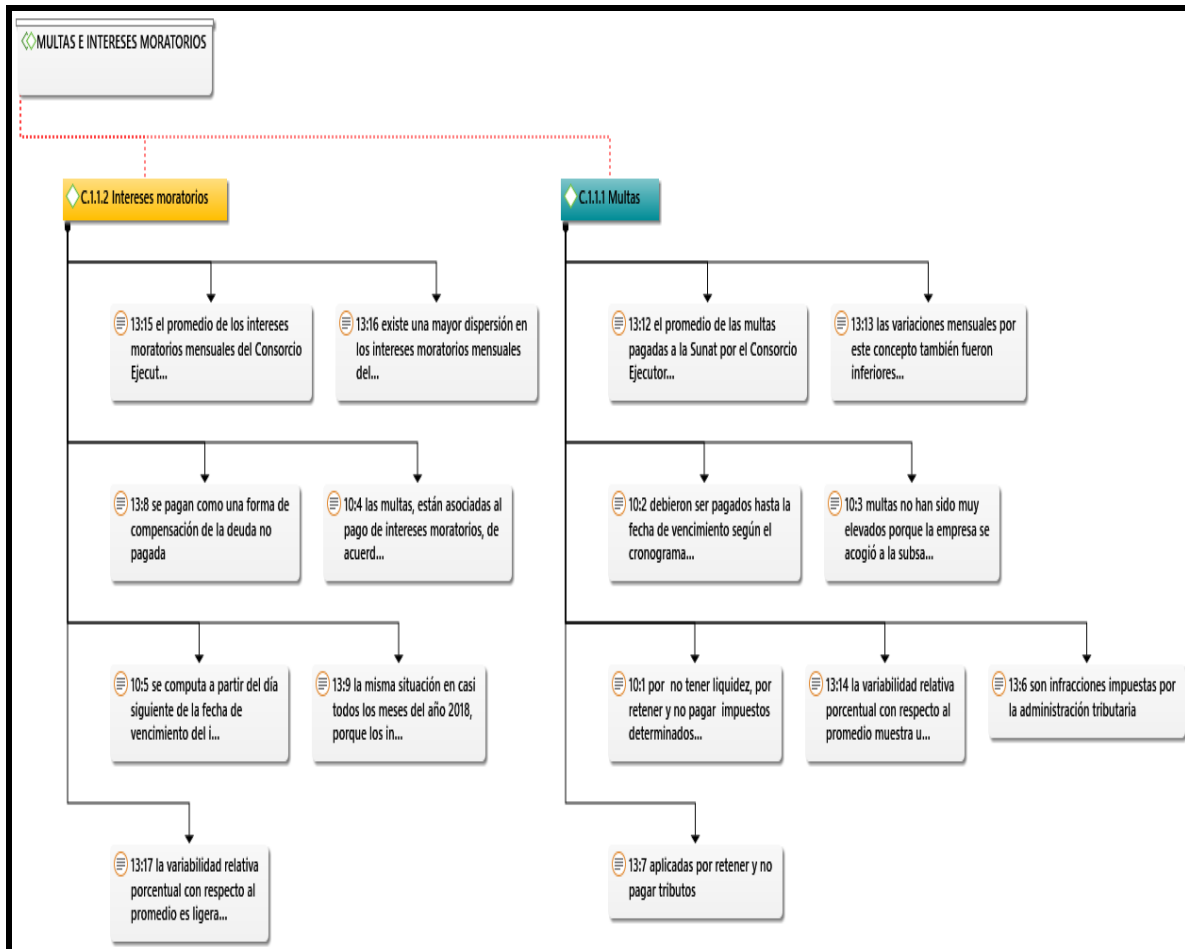 MULTAS E INTERESES MORATORIOS
C.1.1.2 Intereses moratorios
C.1.1.1 Multas
13:15 el promedio de los intereses
moratorios mensuales del Consorcio
Ejecut...
13:16 existe una mayor dispersión en
los intereses moratorios mensuales
del...
13:12 el promedio de las multas
pagadas a la Sunat por el Consorcio
Ejecutor...
13:13 las variaciones mensuales por
este concepto también fueron
inferiores...
13:8 se pagan como una forma de
compensación de la deuda no
pagada
10:4 las multas, están asociadas al
pago de intereses moratorios, de
acuerd...
10:2 debieron ser pagados hasta la
fecha de vencimiento según el
cronograma...
10:3 multas no han sido muy
elevados porque la empresa se
acogió a la subsa...
10:5 se computa a partir del día
siguiente de la fecha de
vencimiento del i...
13:9 la misma situación en casi
todos los meses del año 2018,
porque los in...
10:1 por no tener liquidez, por
retener y no pagar impuestos
determinados...
13:14 la variabilidad relativa
porcentual con respecto al
promedio muestra u...
13:6 son infracciones impuestas por
la administración tributaria
13:17 la variabilidad relativa
porcentual con respecto al
promedio es ligera...
13:7 aplicadas por retener y no
pagar tributos